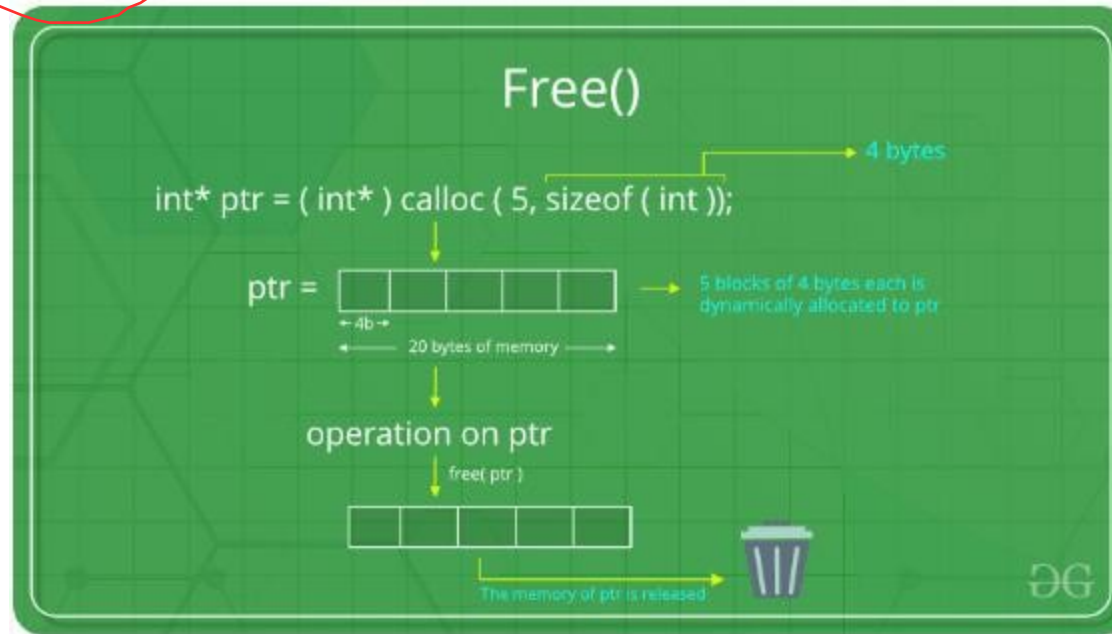 Free()
4 bytes
int* ptr = ( int* ) calloc ( 5, sizeof ( int ));
ptr =
5 blocks of 4 bytes each is
dynamically allocated to ptr
4b
20 bytes of memory
operation on ptr
free( ptr )
The memory of ptr is released
GG